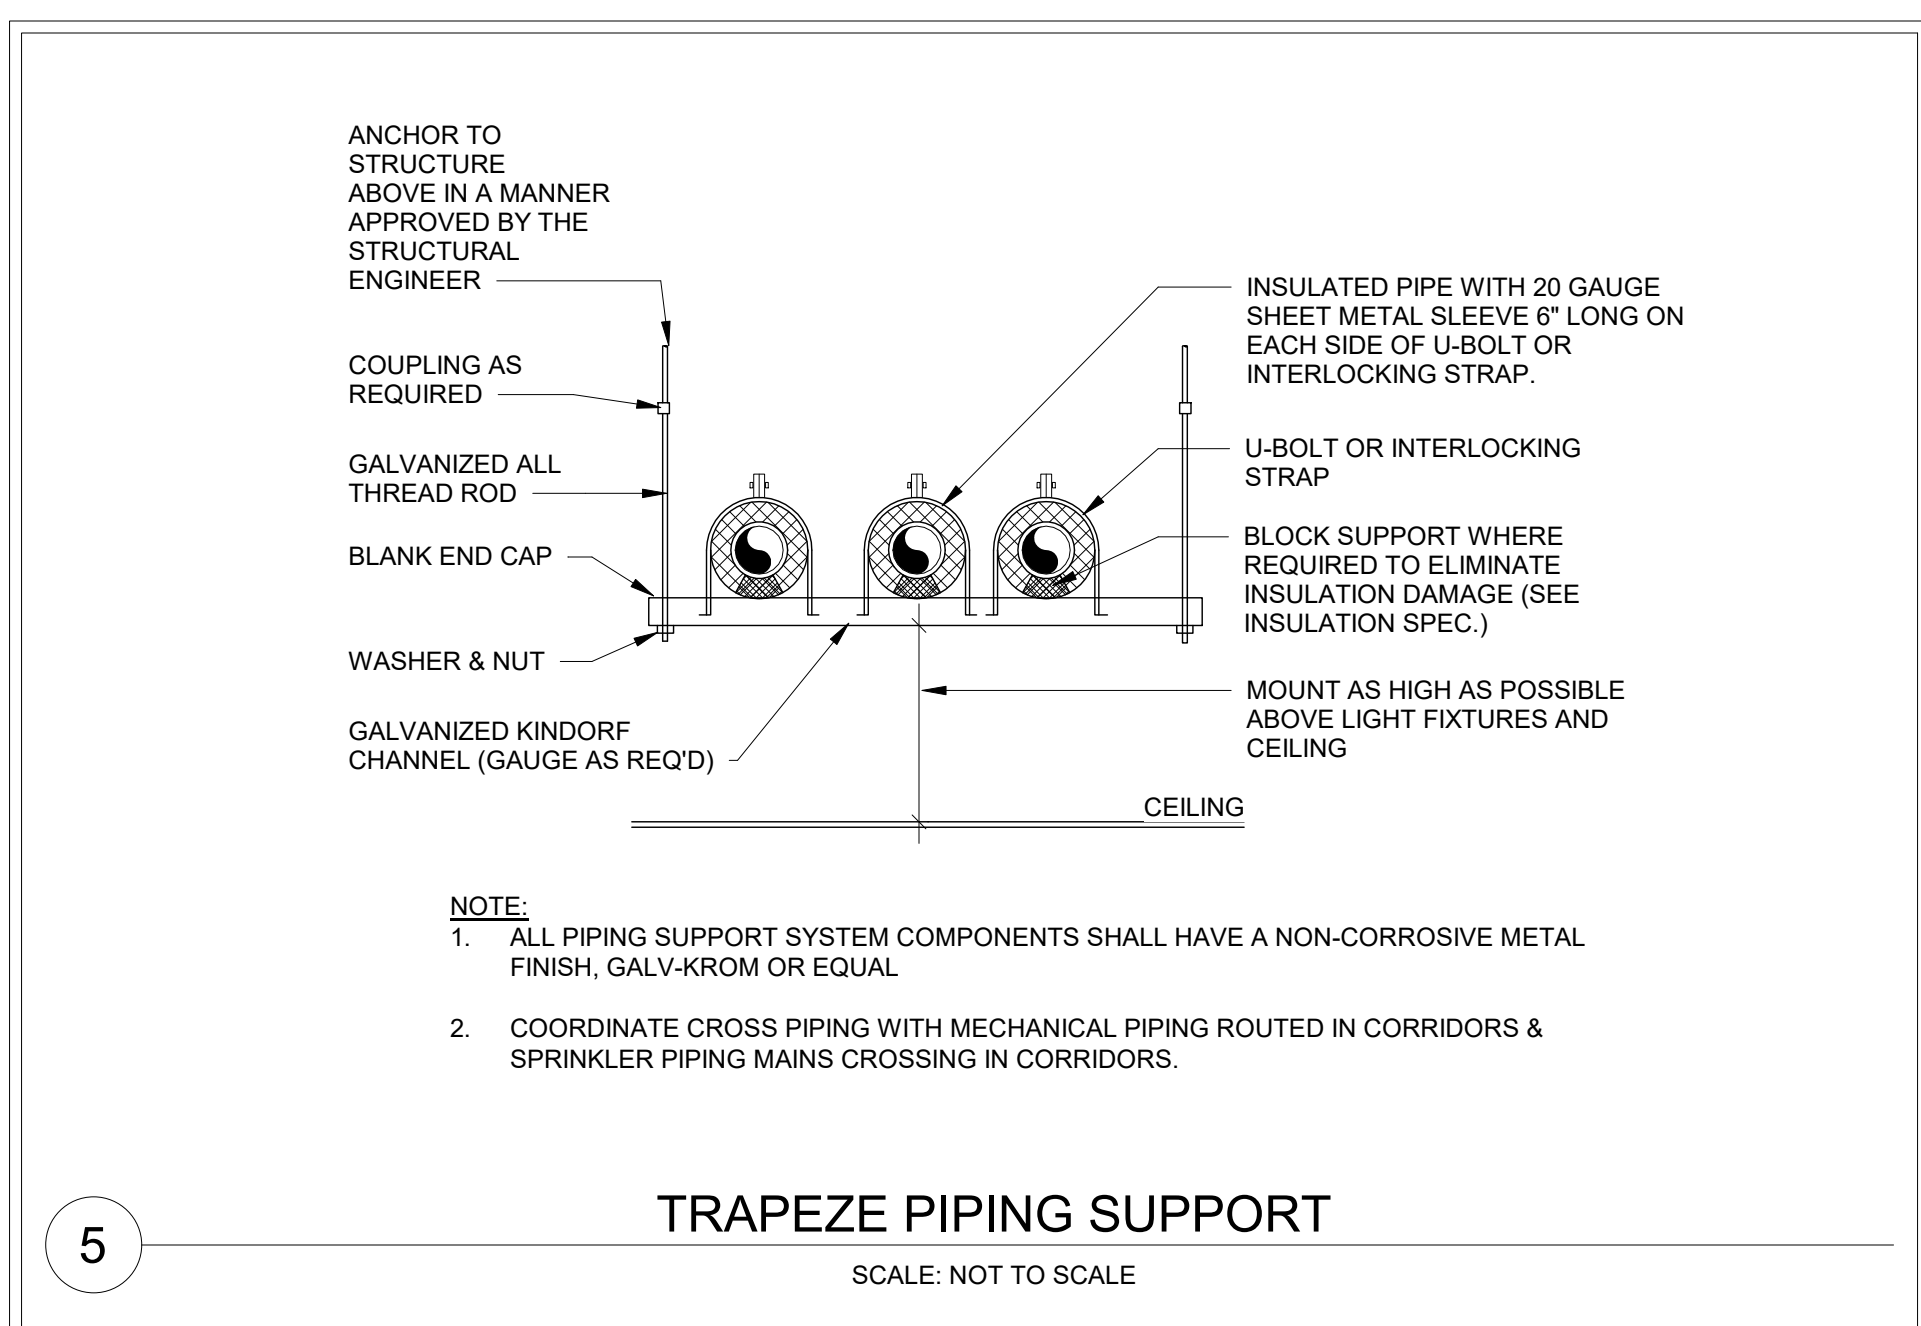 ANCHOR TO
STRUCTURE
ABOVE IN A MANNER
APPROVED BY THE
STRUCTURAL
ENGINEER
COUPLING AS
REQUIRED
GALVANIZED ALL
THREAD ROD
BLANK END CAP
WASHER & NUT
GALVANIZED KINDORF
CHANNEL (GAUGE AS REQ'D)
INSULATED PIPE WITH 20 GAUGE
SHEET METAL SLEEVE 6" LONG ON
EACH SIDE OF U-BOLT OR
INTERLOCKING STRAP.
U-BOLT OR INTERLOCKING
STRAP
BLOCK SUPPORT WHERE
REQUIRED TO ELIMINATE
INSULATION DAMAGE (SEE
INSULATION SPEC.)
MOUNT AS HIGH AS POSSIBLE
ABOVE LIGHT FIXTURES AND
CEILING
CEILING
NOTE:
1. ALL PIPING SUPPORT SYSTEM COMPONENTS SHALL HAVE A NON-CORROSIVE METAL
FINISH, GALV-KROM OR EQUAL
2. COORDINATE CROSS PIPING WITH MECHANICAL PIPING ROUTED IN CORRIDORS &
SPRINKLER PIPING MAINS CROSSING IN CORRIDORS.
5
TRAPEZE PIPING SUPPORT
SCALE: NOT TO SCALE